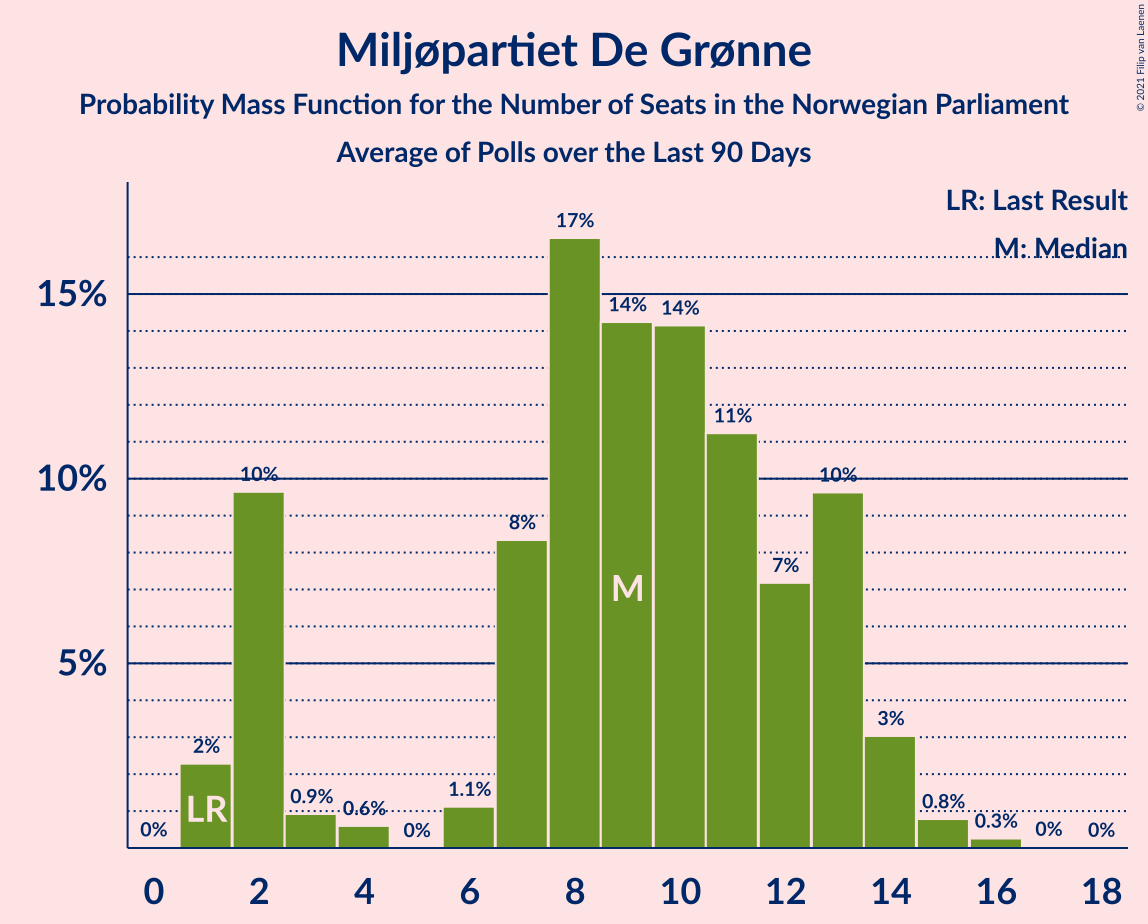 Miljøpartiet De Grønne
Probability Mass Function for the Number of Seats in the Norwegian Parliament
Average of Polls over the Last 90 Days
© 2021 Filip van Laenen
LR: Last Result
M: Median
15%
10%
5%
0%
2%
10%
0.9%
0.6%
0%
1.1%
8%
17%
14%
14%
11%
7%
10%
3%
0.8%
0.3%
0%
0%
LR
M
0 2 4 6 8 10 12 14 16 18